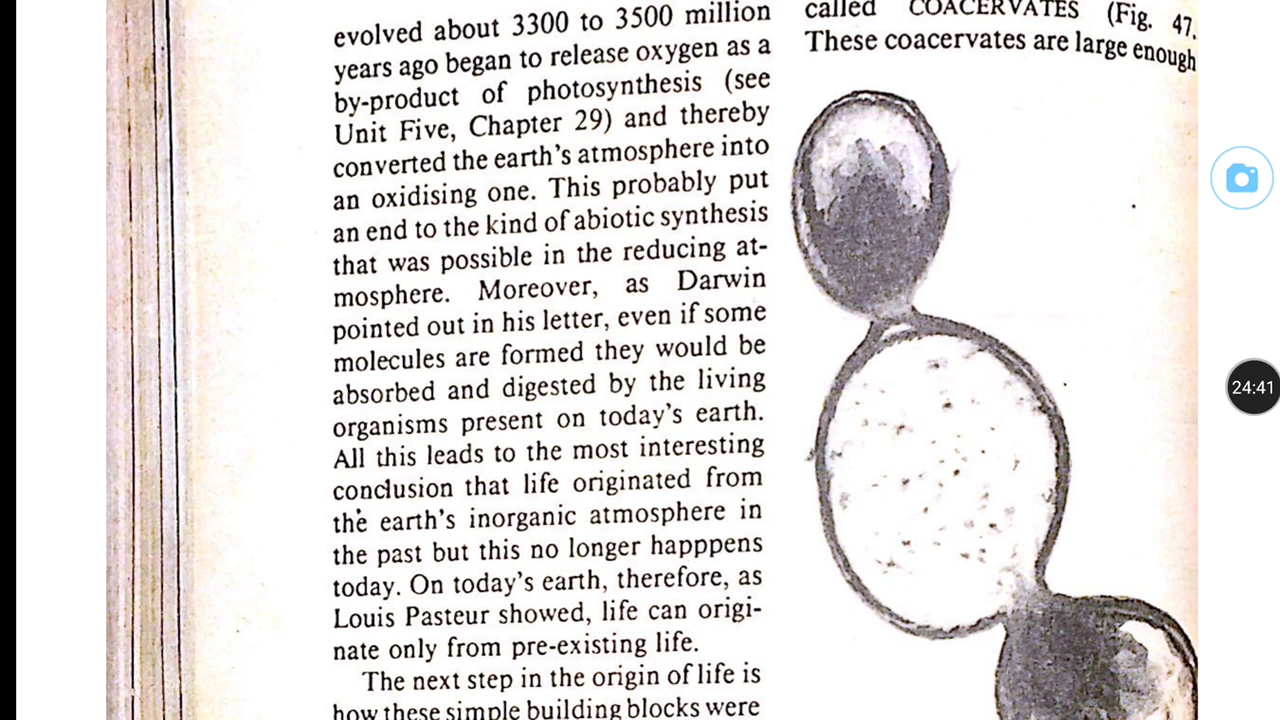 evolved about 3300 to 3500 million
years ago began to release oxygen as a
by-product of photosynthesis (see
Unit Five, Chapter 29) and thereby
converted the earth's atmosphere into
an oxidising one. This probably put
an end to the kind of abiotic synthesis
that was possible in the reducing at-
mosphere. Moreover, as Darwin
pointed out in his letter, even if some
molecules are formed they would be
absorbed and digested by the living
organisms present on today's earth.
All this leads to the most interesting
conclusion that life originated from
the earth's inorganic atmosphere in
the past but this no longer happpens
today. On today's earth, therefore, as
Louis Pasteur showed, life can origi-
nate only from pre-existing life.
The next step in the origin of life is
how these simple building blocks were
called COACERVATES (Fig. 47.
These coacervates are large enough
24:41